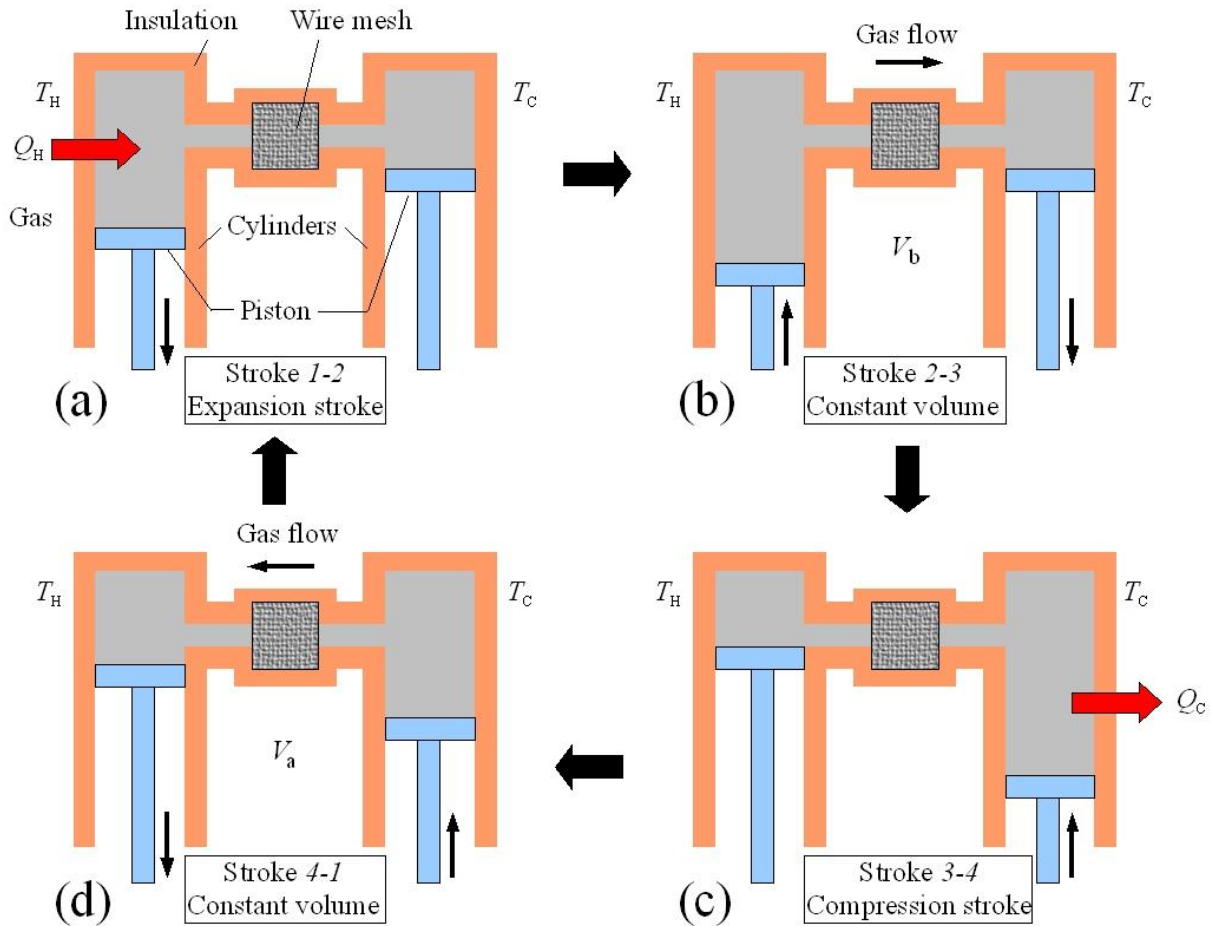 Insulation
Wire mesh
T_H
T_C
Q_H
Gas
Cylinders
Piston
(a)
Stroke 1-2
Expansion stroke
Gas flow
T_H
T_C
V_b
(b)
Stroke 2-3
Constant volume
Gas flow
T_H
T_C
V_a
(d)
Stroke 4-1
Constant volume
T_H
T_C
Q_C
Stroke 3-4
Compression stroke
(c)